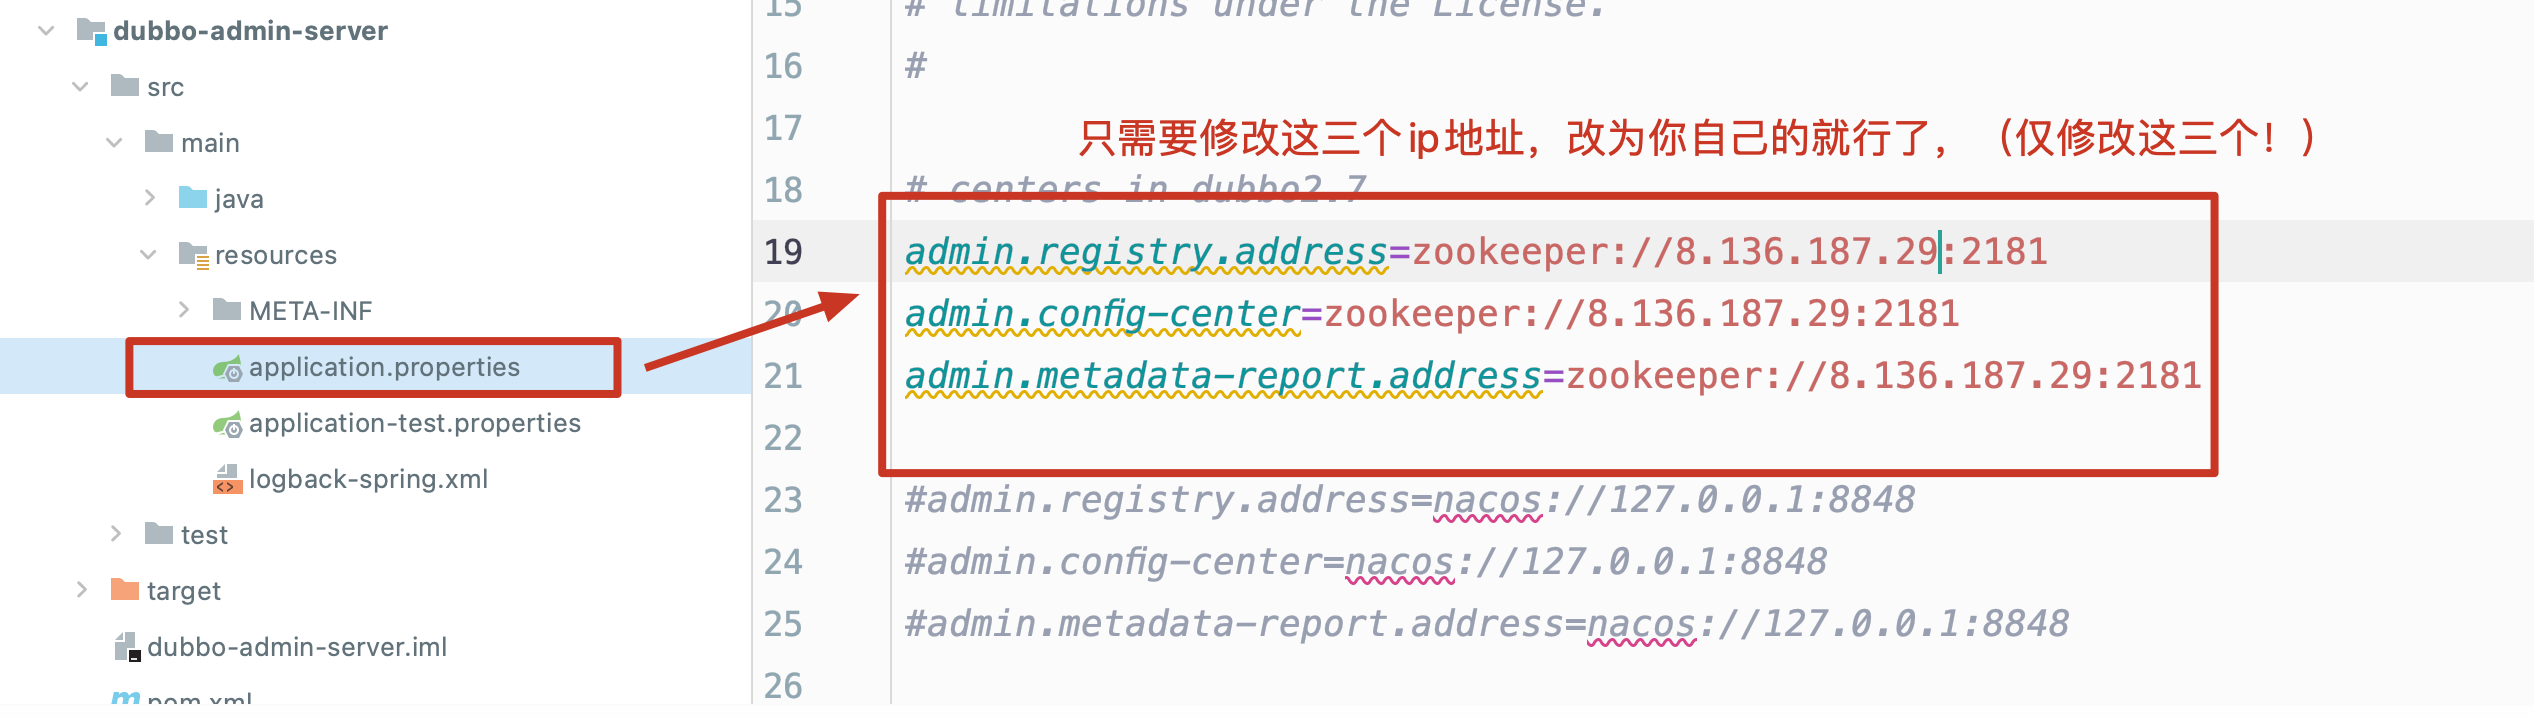 dubbo-admin-server
src
main
java
resources
META-INF
application.properties
application-test.properties
logback-spring.xml
test
target
dubbo-admin-server.iml
pom.xml
15 # limitations under the License.
16 #
17
只需要修改这三个ip地址，改为你自己的就行了，（仅修改这三个！）
18 # centers in dubbo2.7
19 admin.registry.address=zookeeper://8.136.187.29:2181
20 admin.config-center=zookeeper://8.136.187.29:2181
21 admin.metadata-report.address=zookeeper://8.136.187.29:2181
22
23 #admin.registry.address=nacos://127.0.0.1:8848
24 #admin.config-center=nacos://127.0.0.1:8848
25 #admin.metadata-report.address=nacos://127.0.0.1:8848
26